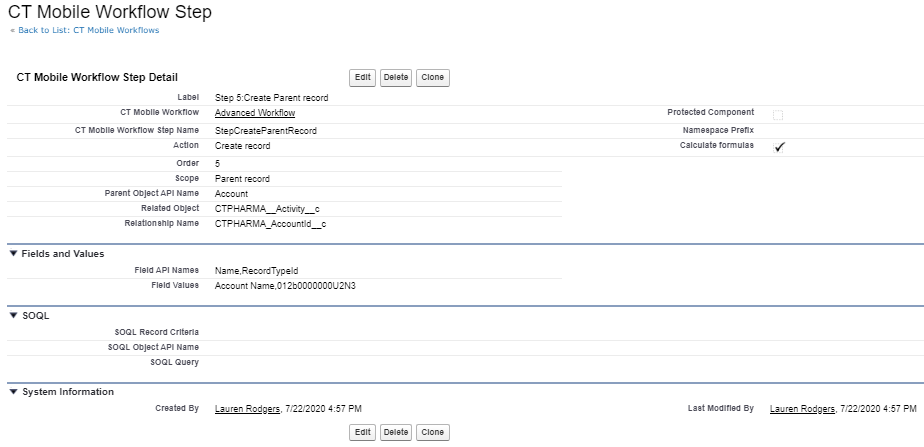 CT Mobile Workflow Step
« Back to List: CT Mobile Workflows
CT Mobile Workflow Step Detail Edit Delete Clone
Label Step 5:Create Parent record
CT Mobile Workflow Advanced Workflow Protected Component
CT Mobile Workflow Step Name StepCreateParentRecord Namespace Prefix
Action Create record Calculate formulas
Order 5
Scope Parent record
Parent Object API Name Account
Related Object CTPHARMA__Activity__c
Relationship Name CTPHARMA_AccountId__c
Fields and Values
Field API Names Name,RecordTypeId
Field Values Account Name,012b0000000U2N3
SOQL
SOQL Record Criteria
SOQL Object API Name
SOQL Query
System Information
Created By Lauren Rodgers, 7/22/2020 4:57 PM Last Modified By Lauren Rodgers, 7/22/2020 4:57 PM
Edit Delete Clone